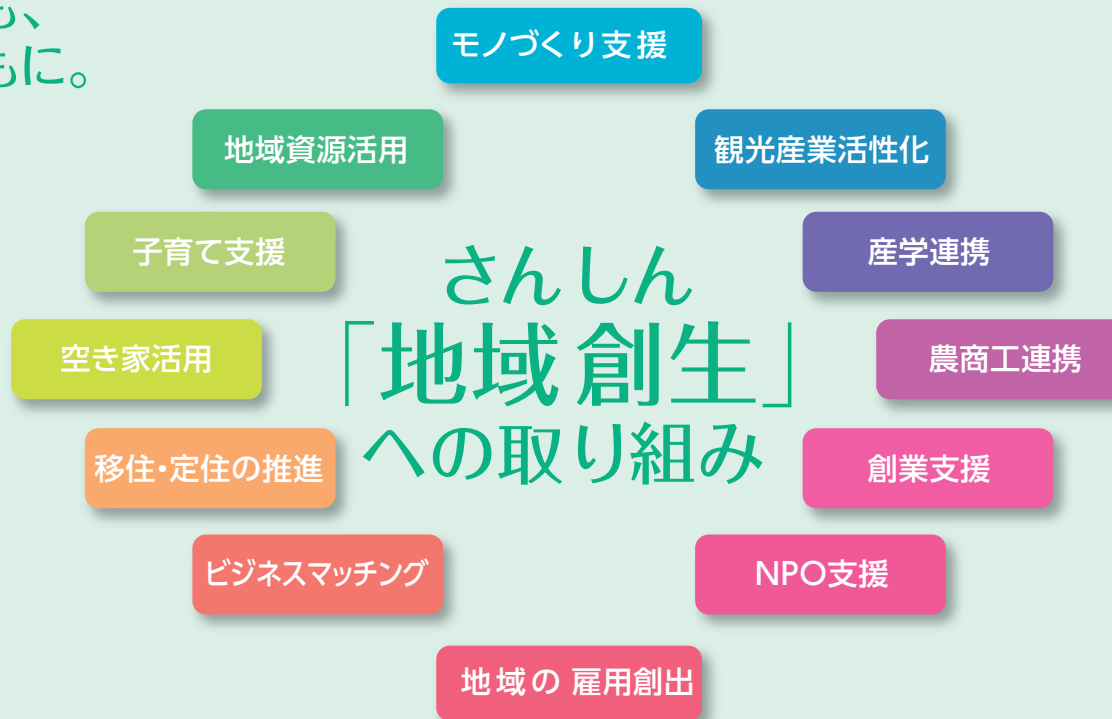 もに。
モノづくり支援
地域資源活用
観光産業活性化
子育て支援
産学連携
さんしん
「地域創生」
への取り組み
空き家活用
農商工連携
移住・定住の推進
創業支援
ビジネスマッチング
NPO支援
地域の雇用創出